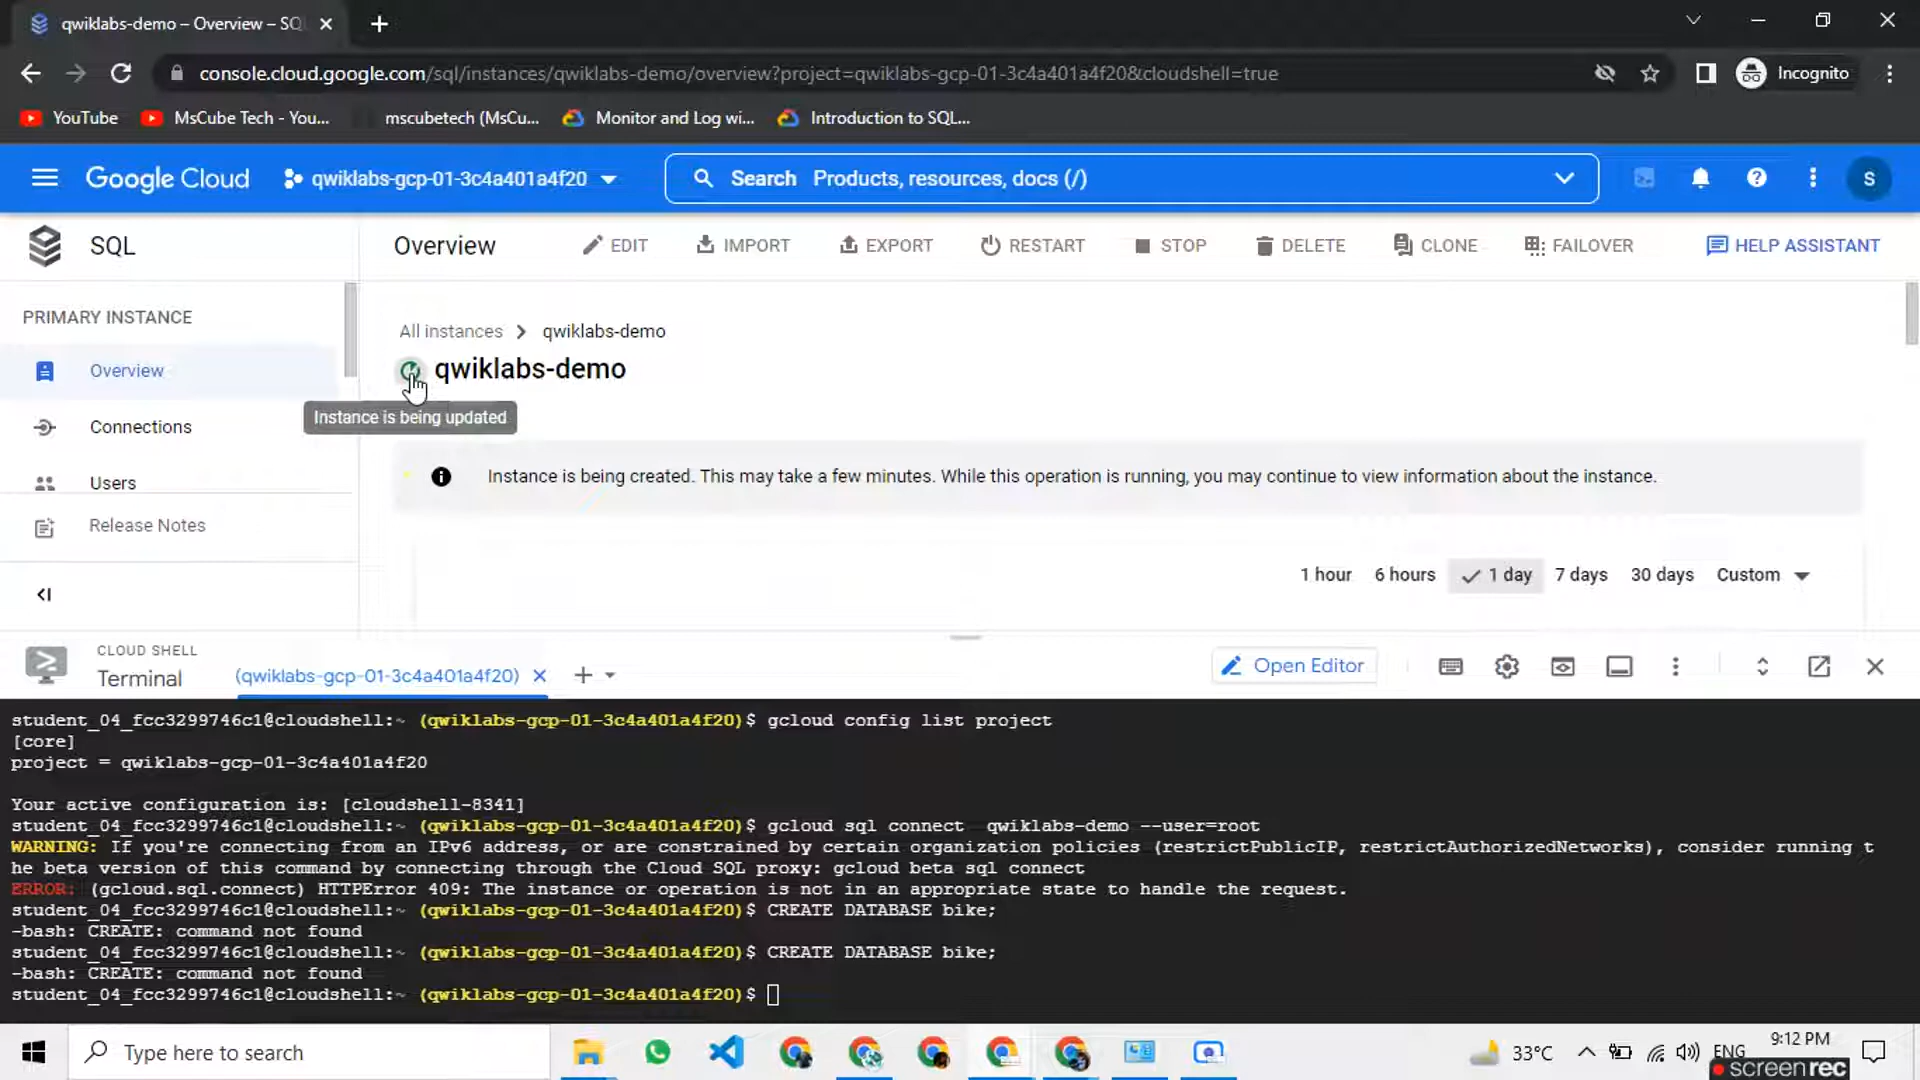 qwiklabs-demo – Overview – SQ
console.cloud.google.com/sql/instances/qwiklabs-demo/overview?project=qwiklabs-gcp-01-3c4a401a4f20&cloudshell=true
Incognito
YouTube
MsCube Tech - You...
mscubetech (MsCu...
Monitor and Log wi...
Introduction to SQL...
Google Cloud
qwiklabs-gcp-01-3c4a401a4f20
Search Products, resources, docs (/)
S
SQL
Overview
EDIT
IMPORT
EXPORT
RESTART
STOP
DELETE
CLONE
FAILOVER
HELP ASSISTANT
PRIMARY INSTANCE
Overview
Connections
Users
Release Notes
All instances
qwiklabs-demo
qwiklabs-demo
Instance is being updated
Instance is being created. This may take a few minutes. While this operation is running, you may continue to view information about the instance.
1 hour
6 hours
1 day
7 days
30 days
Custom
CLOUD SHELL
Terminal
(qwiklabs-gcp-01-3c4a401a4f20)
Open Editor
student_04_fcc3299746c1@cloudshell:~ (qwiklabs-gcp-01-3c4a401a4f20)$ gcloud config list project
[core]
project = qwiklabs-gcp-01-3c4a401a4f20
Your active configuration is: [cloudshell-8341]
student_04_fcc3299746c1@cloudshell:~ (qwiklabs-gcp-01-3c4a401a4f20)$ gcloud sql connect  qwiklabs-demo --user=root
WARNING: If you're connecting from an IPv6 address, or are constrained by certain organization policies (restrictPublicIP, restrictAuthorizedNetworks), consider running t
he beta version of this command by connecting through the Cloud SQL proxy: gcloud beta sql connect
ERROR: (gcloud.sql.connect) HTTPError 409: The instance or operation is not in an appropriate state to handle the request.
student_04_fcc3299746c1@cloudshell:~ (qwiklabs-gcp-01-3c4a401a4f20)$ CREATE DATABASE bike;
-bash: CREATE: command not found
student_04_fcc3299746c1@cloudshell:~ (qwiklabs-gcp-01-3c4a401a4f20)$ CREATE DATABASE bike;
-bash: CREATE: command not found
student_04_fcc3299746c1@cloudshell:~ (qwiklabs-gcp-01-3c4a401a4f20)$
Type here to search
33°C
ENG
9:12 PM
screenrec